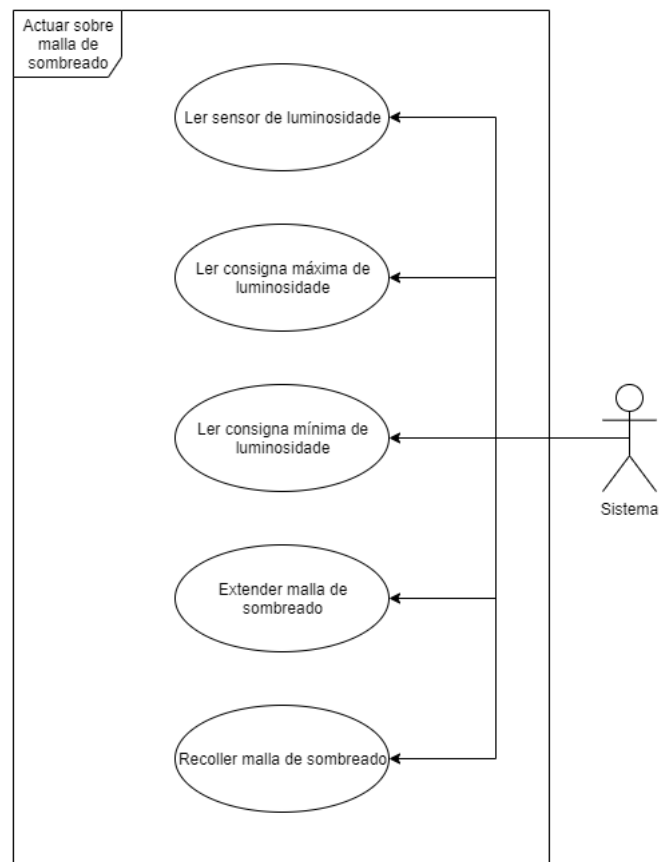 Actuar sobre
malla de
sombreado
Ler sensor de luminosidade
Ler consigna máxima de
luminosidade
Ler consigna mínima de
luminosidade
Sistema
Extender malla de
sombreado
Recoller malla de sombreado